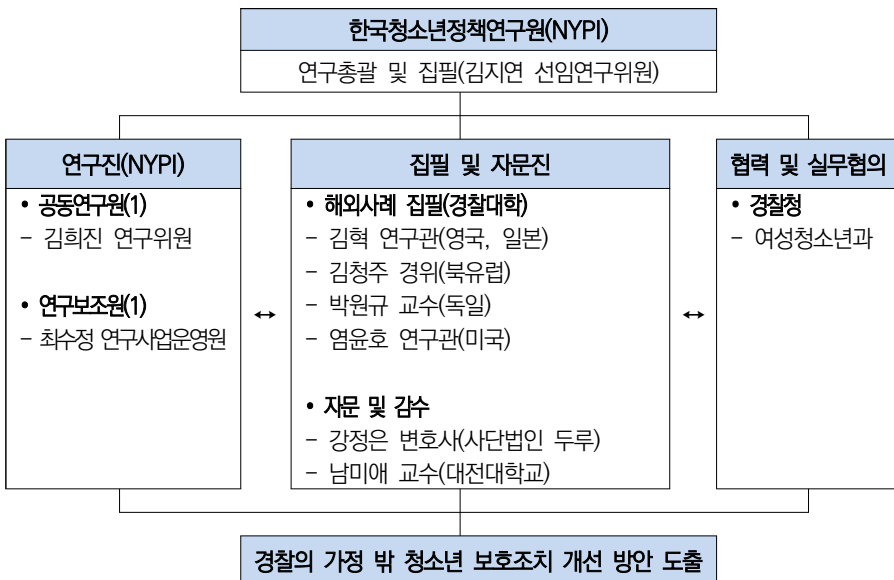 한국청소년정책연구원(NYPI)
연구총괄 및 집필(김지연 선임연구위원)
연구진(NYPI)
• 공동연구원(1)
- 김희진 연구위원
• 연구보조원(1)
- 최수정 연구사업운영원
↔
집필 및 자문진
• 해외사례 집필(경찰대학)
- 김혁 연구관(영국, 일본)
- 김청주 경위(북유럽)
- 박원규 교수(독일)
- 염윤호 연구관(미국)
• 자문 및 감수
- 강정은 변호사(사단법인 두루)
- 남미애 교수(대전대학교)
↔
협력 및 실무협의
• 경찰청
- 여성청소년과
경찰의 가정 밖 청소년 보호조치 개선 방안 도출